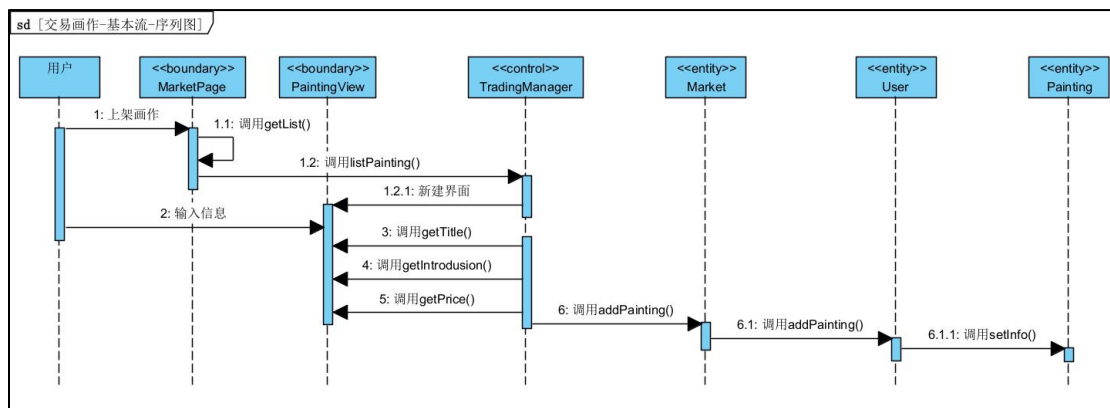 sd [交易画作-基本流-序列图]
用户
<<boundary>>
MarketPage
<<boundary>>
PaintingView
<<control>>
TradingManager
<<entity>>
Market
<<entity>>
User
<<entity>>
Painting
1: 上架画作
1.1: 调用getList()
1.2: 调用listPainting()
1.2.1: 新建界面
2: 输入信息
3: 调用getTitle()
4: 调用getIntrodusion()
5: 调用getPrice()
6: 调用addPainting()
6.1: 调用addPainting()
6.1.1: 调用setInfo()